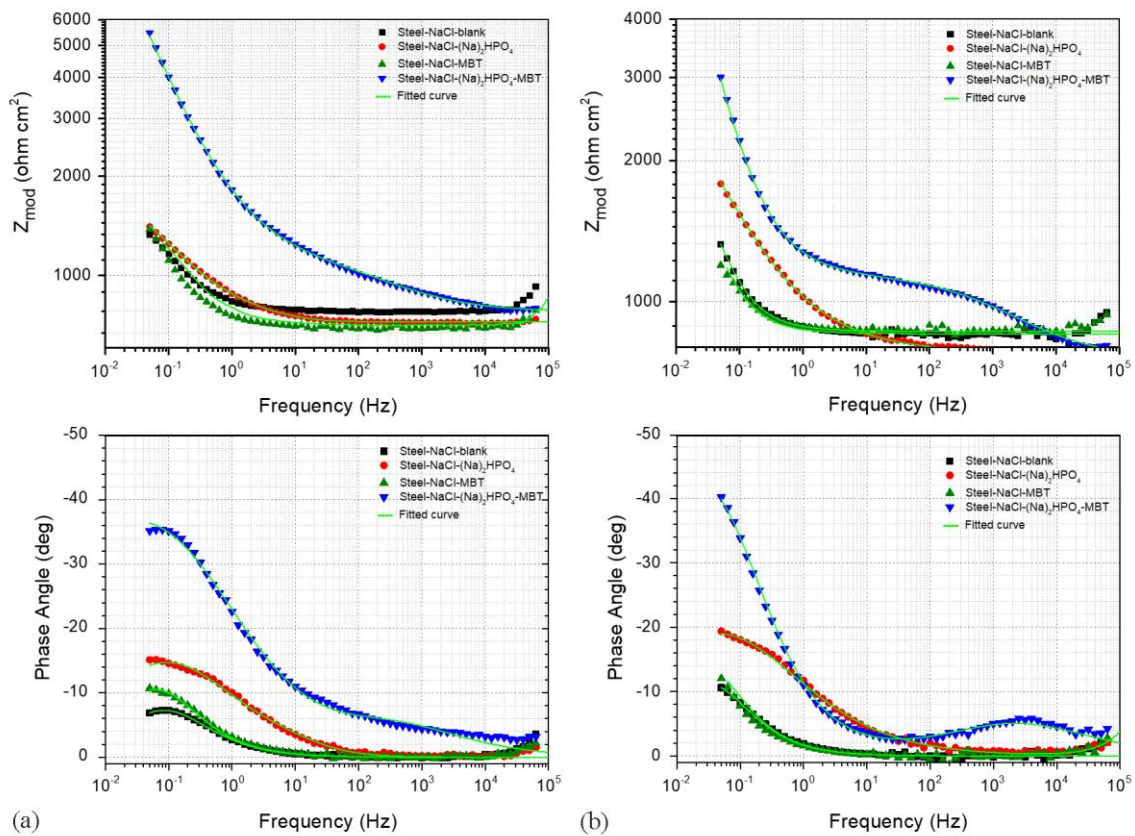 6000
5000
4000
3000
2000
1000
Z_mod (ohm cm²)
Steel-NaCl-blank
Steel-NaCl-(Na)₂HPO₄
Steel-NaCl-MBT
Steel-NaCl-(Na)₂HPO₄-MBT
Fitted curve
10⁻² 10⁻¹ 10⁰ 10¹ 10² 10³ 10⁴ 10⁵
Frequency (Hz)
4000
3000
2000
1000
Z_mod (ohm cm²)
Steel-NaCl-blank
Steel-NaCl-(Na)₂HPO₄
Steel-NaCl-MBT
Steel-NaCl-(Na)₂HPO₄-MBT
Fitted curve
10⁻² 10⁻¹ 10⁰ 10¹ 10² 10³ 10⁴ 10⁵
Frequency (Hz)
-50
-40
-30
-20
-10
0
Phase Angle (deg)
Steel-NaCl-blank
Steel-NaCl-(Na)₂HPO₄
Steel-NaCl-MBT
Steel-NaCl-(Na)₂HPO₄-MBT
Fitted curve
10⁻² 10⁻¹ 10⁰ 10¹ 10² 10³ 10⁴ 10⁵
Frequency (Hz)
(a)
-50
-40
-30
-20
-10
0
Phase Angle (deg)
Steel-NaCl-blank
Steel-NaCl-(Na)₂HPO₄
Steel-NaCl-MBT
Steel-NaCl-(Na)₂HPO₄-MBT
Fitted curve
10⁻² 10⁻¹ 10⁰ 10¹ 10² 10³ 10⁴ 10⁵
Frequency (Hz)
(b)